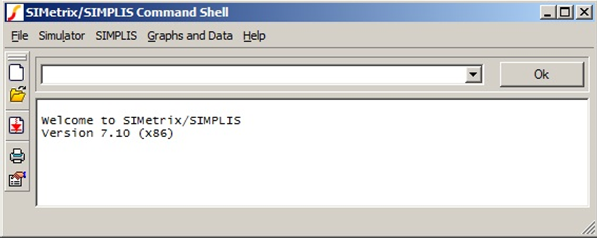 SIMetrix/SIMPLIS Command Shell
File Simulator SIMPLIS Graphs and Data Help
Ok
Welcome to SIMetrix/SIMPLIS
Version 7.10 (x86)